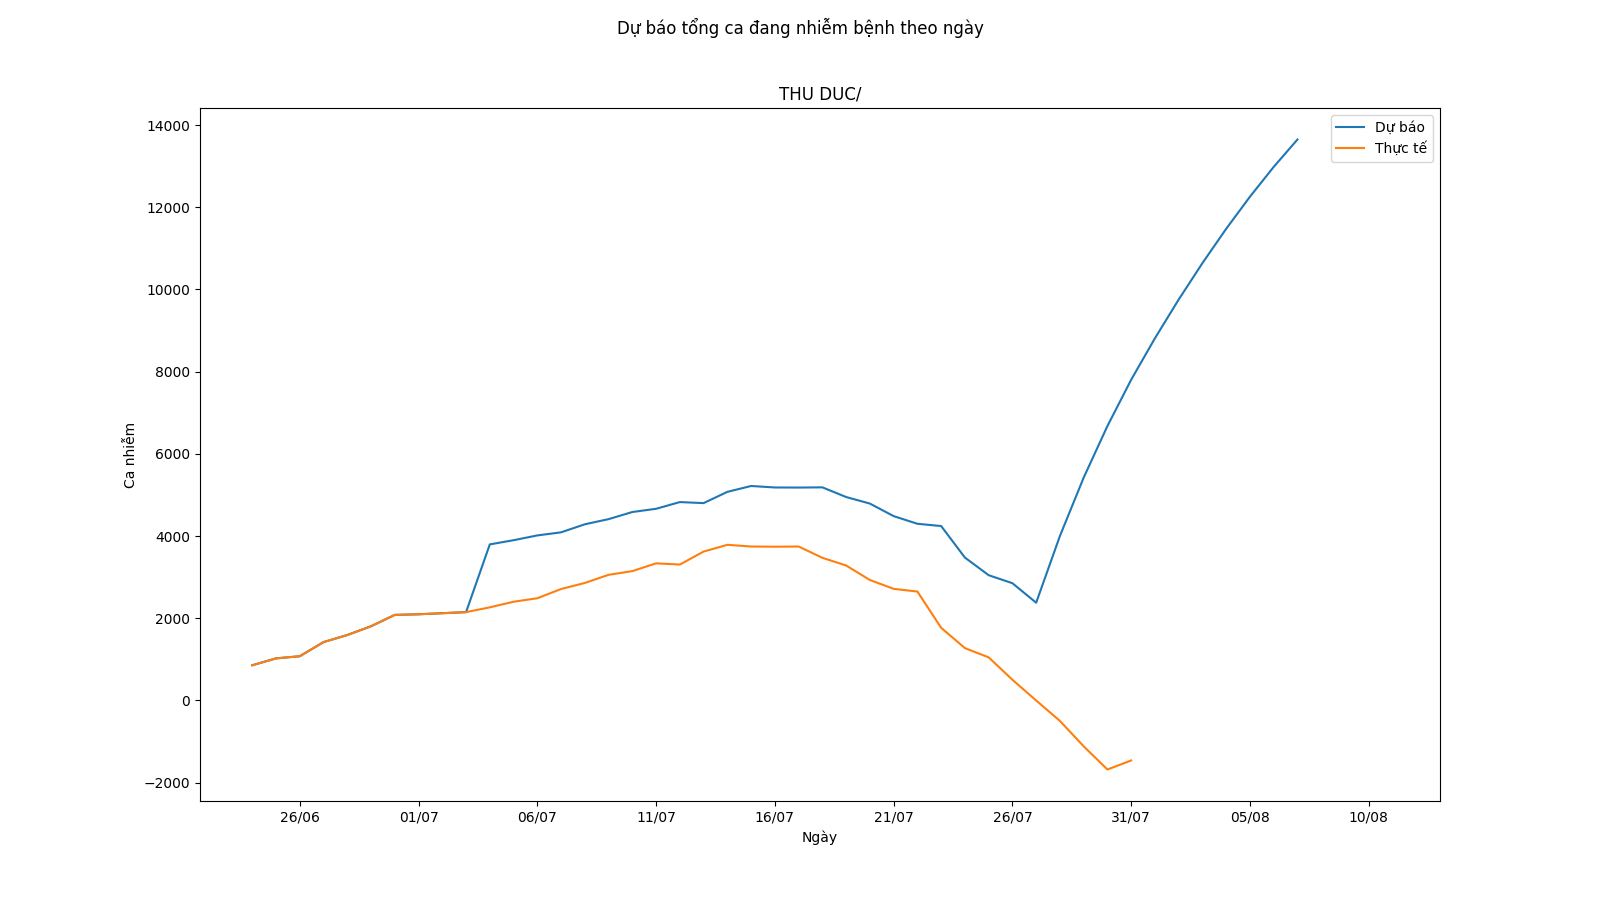 Dự báo tổng ca đang nhiễm bệnh theo ngày
THU DUC/
Dự báo
Thực tế
14000
12000
10000
8000
6000
4000
2000
0
−2000
Ca nhiễm
26/06 01/07 06/07 11/07 16/07 21/07 26/07 31/07 05/08 10/08
Ngày